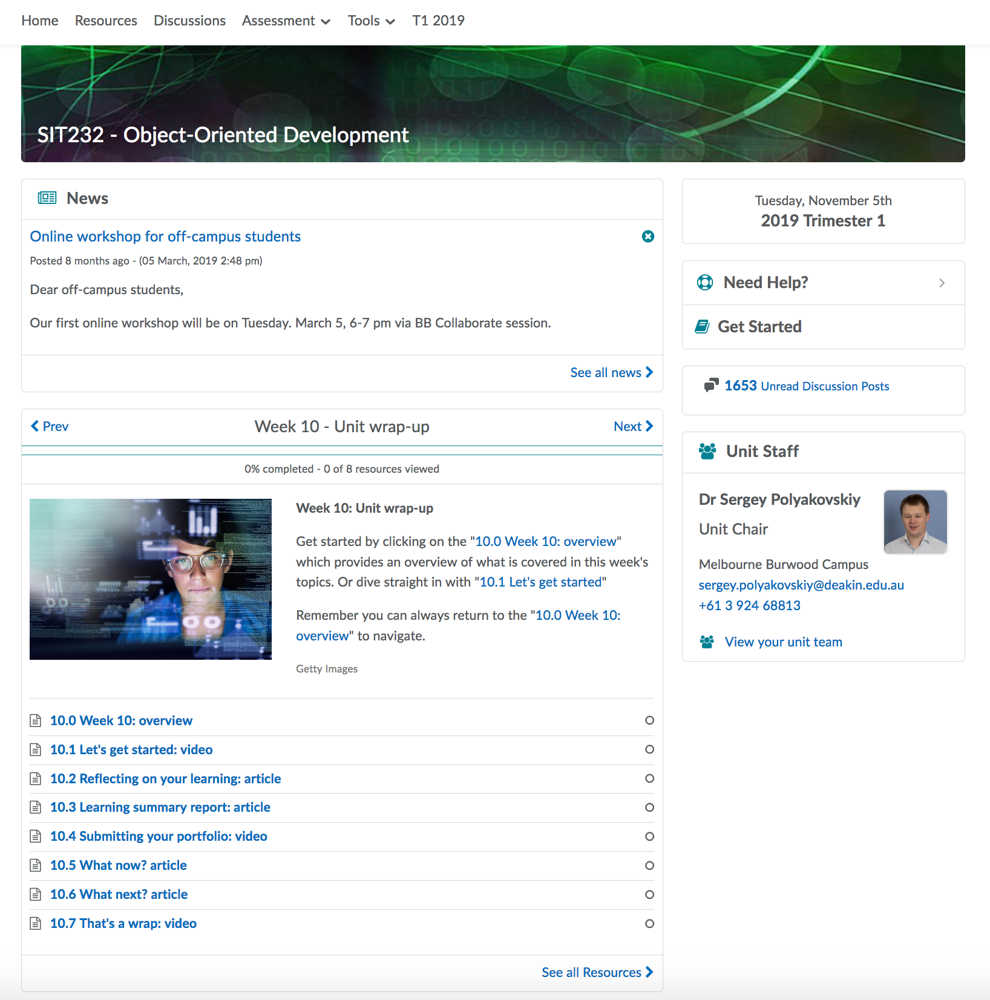 Home Resources Discussions Assessment Tools T1 2019
SIT232 - Object-Oriented Development
News
Online workshop for off-campus students
Posted 8 months ago - (05 March, 2019 2:48 pm)
Dear off-campus students,
Our first online workshop will be on Tuesday. March 5, 6-7 pm via BB Collaborate session.
See all news
Prev
Week 10 - Unit wrap-up
Next
0% completed - 0 of 8 resources viewed
Week 10: Unit wrap-up
Get started by clicking on the "10.0 Week 10: overview"
which provides an overview of what is covered in this week's
topics. Or dive straight in with "10.1 Let's get started"
Remember you can always return to the "10.0 Week 10:
overview" to navigate.
Getty Images
10.0 Week 10: overview
10.1 Let's get started: video
10.2 Reflecting on your learning: article
10.3 Learning summary report: article
10.4 Submitting your portfolio: video
10.5 What now? article
10.6 What next? article
10.7 That's a wrap: video
See all Resources
Tuesday, November 5th
2019 Trimester 1
Need Help?
Get Started
1653 Unread Discussion Posts
Unit Staff
Dr Sergey Polyakovskiy
Unit Chair
Melbourne Burwood Campus
sergey.polyakovskiy@deakin.edu.au
+61 3 924 68813
View your unit team